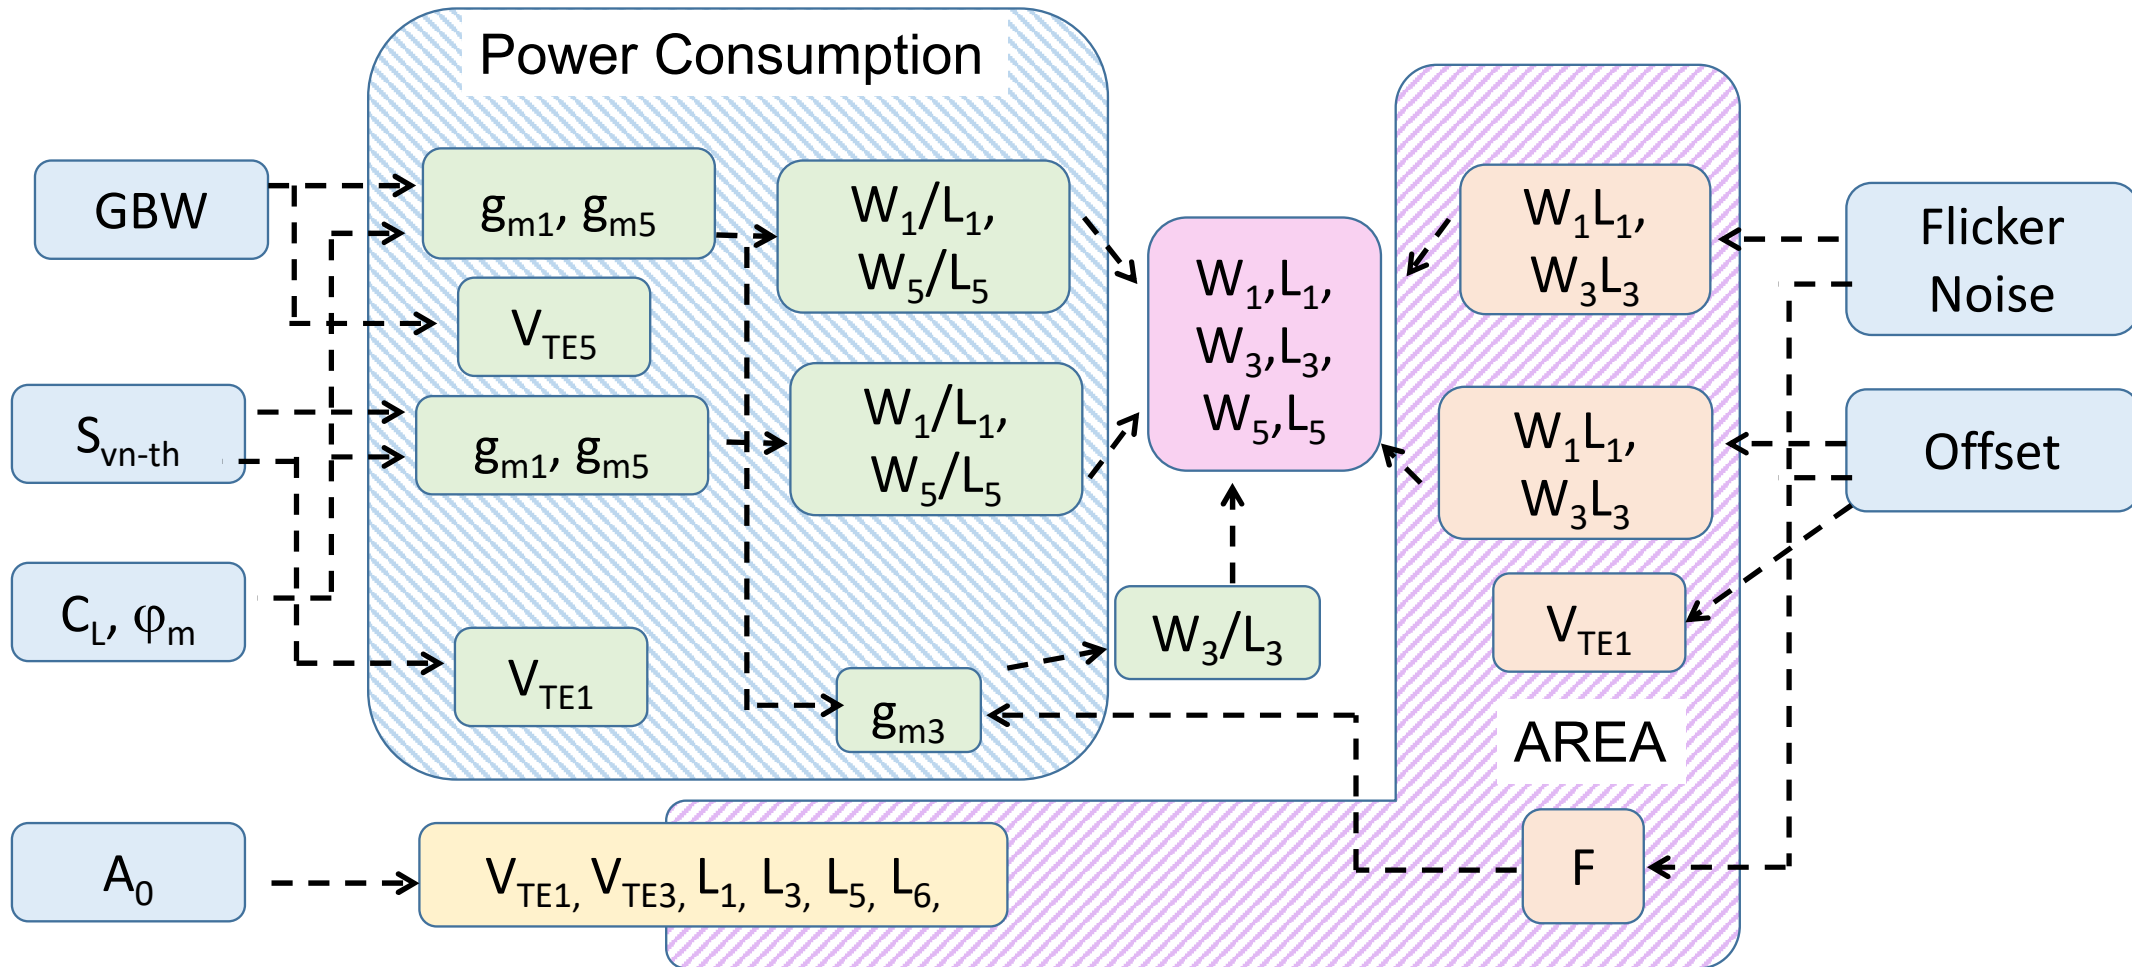 Power Consumption
GBW
S_vn-th
C_L, φ_m
A_0
g_m1, g_m5
V_TE5
g_m1, g_m5
V_TE1
W_1/L_1,
W_5/L_5
W_1/L_1,
W_5/L_5
g_m3
W_3/L_3
W_1,L_1,
W_3,L_3,
W_5,L_5
W_1L_1,
W_3L_3
W_1L_1,
W_3L_3
V_TE1
AREA
F
Flicker
Noise
Offset
V_TE1, V_TE3, L_1, L_3, L_5, L_6,